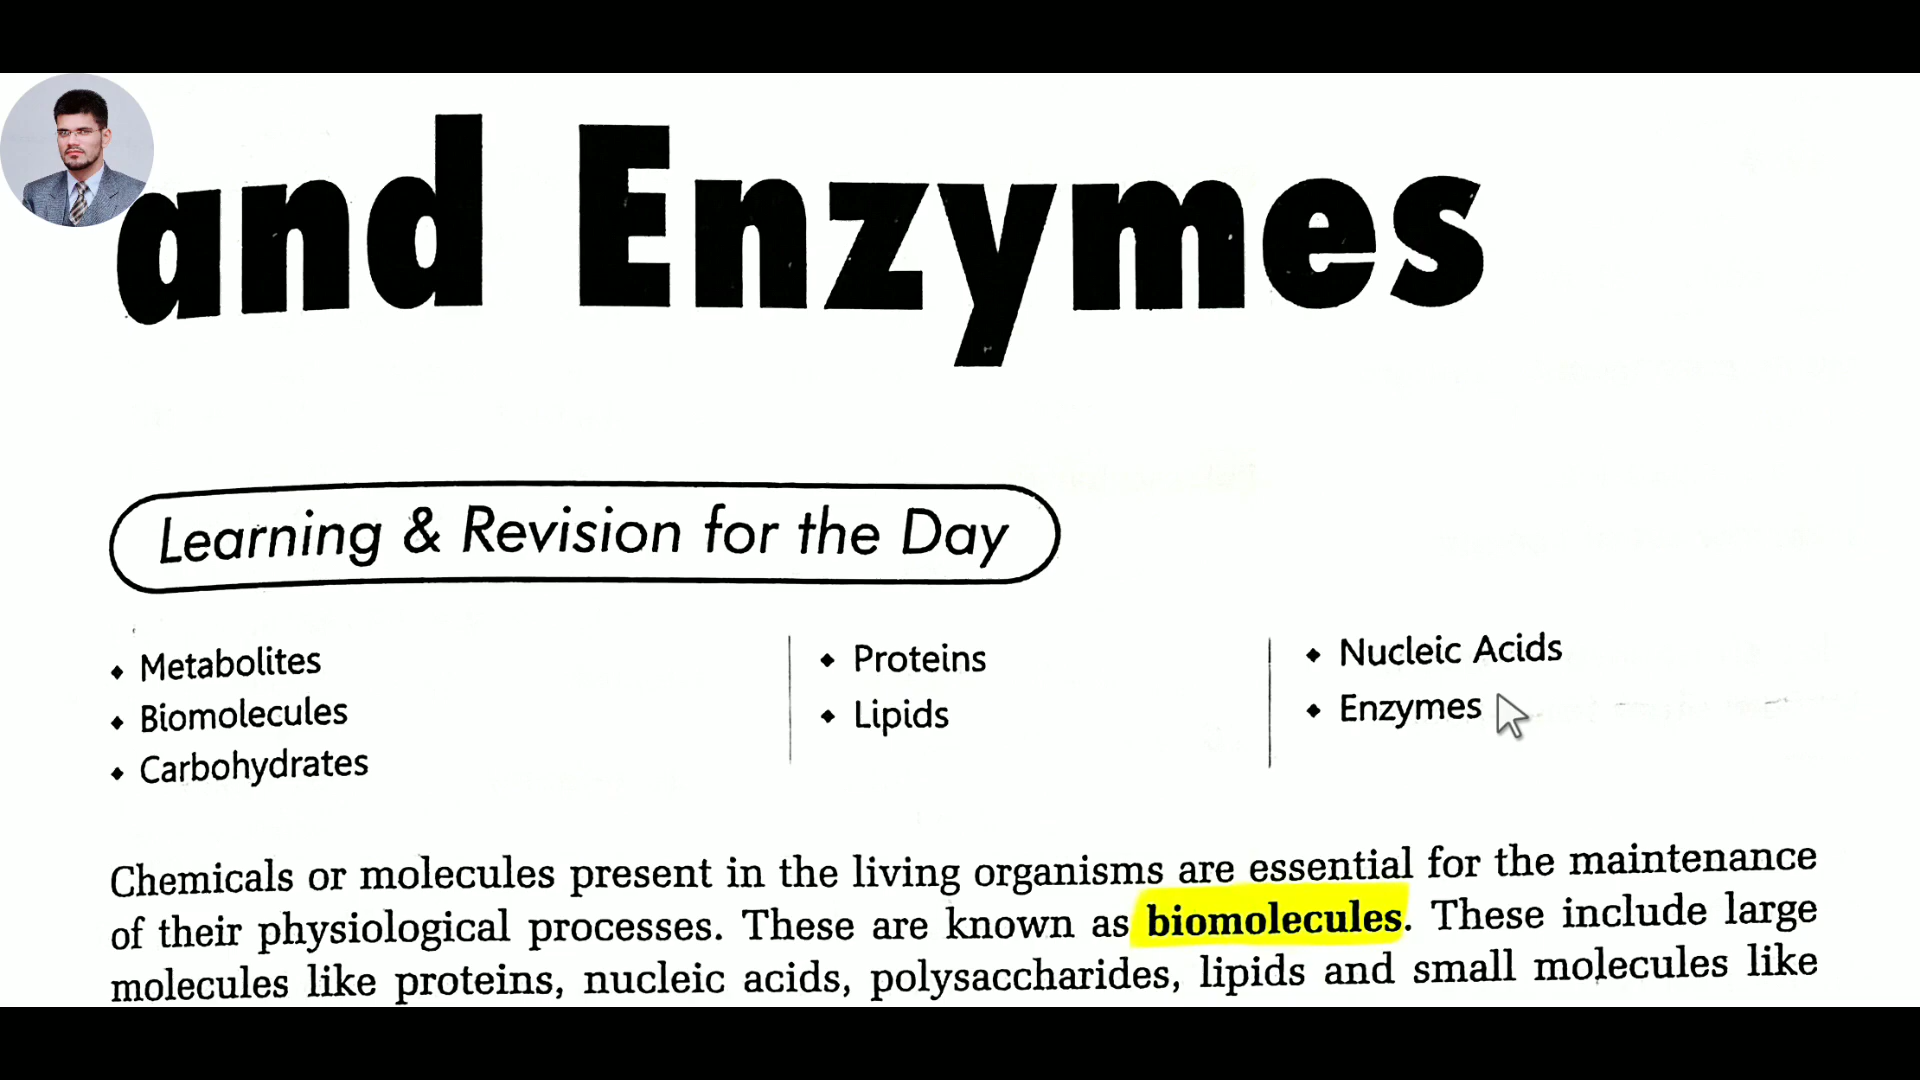 and Enzymes
Learning & Revision for the Day
◆ Metabolites
◆ Biomolecules
◆ Carbohydrates
◆ Proteins
◆ Lipids
◆ Nucleic Acids
◆ Enzymes
Chemicals or molecules present in the living organisms are essential for the maintenance
of their physiological processes. These are known as biomolecules. These include large
molecules like proteins, nucleic acids, polysaccharides, lipids and small molecules like